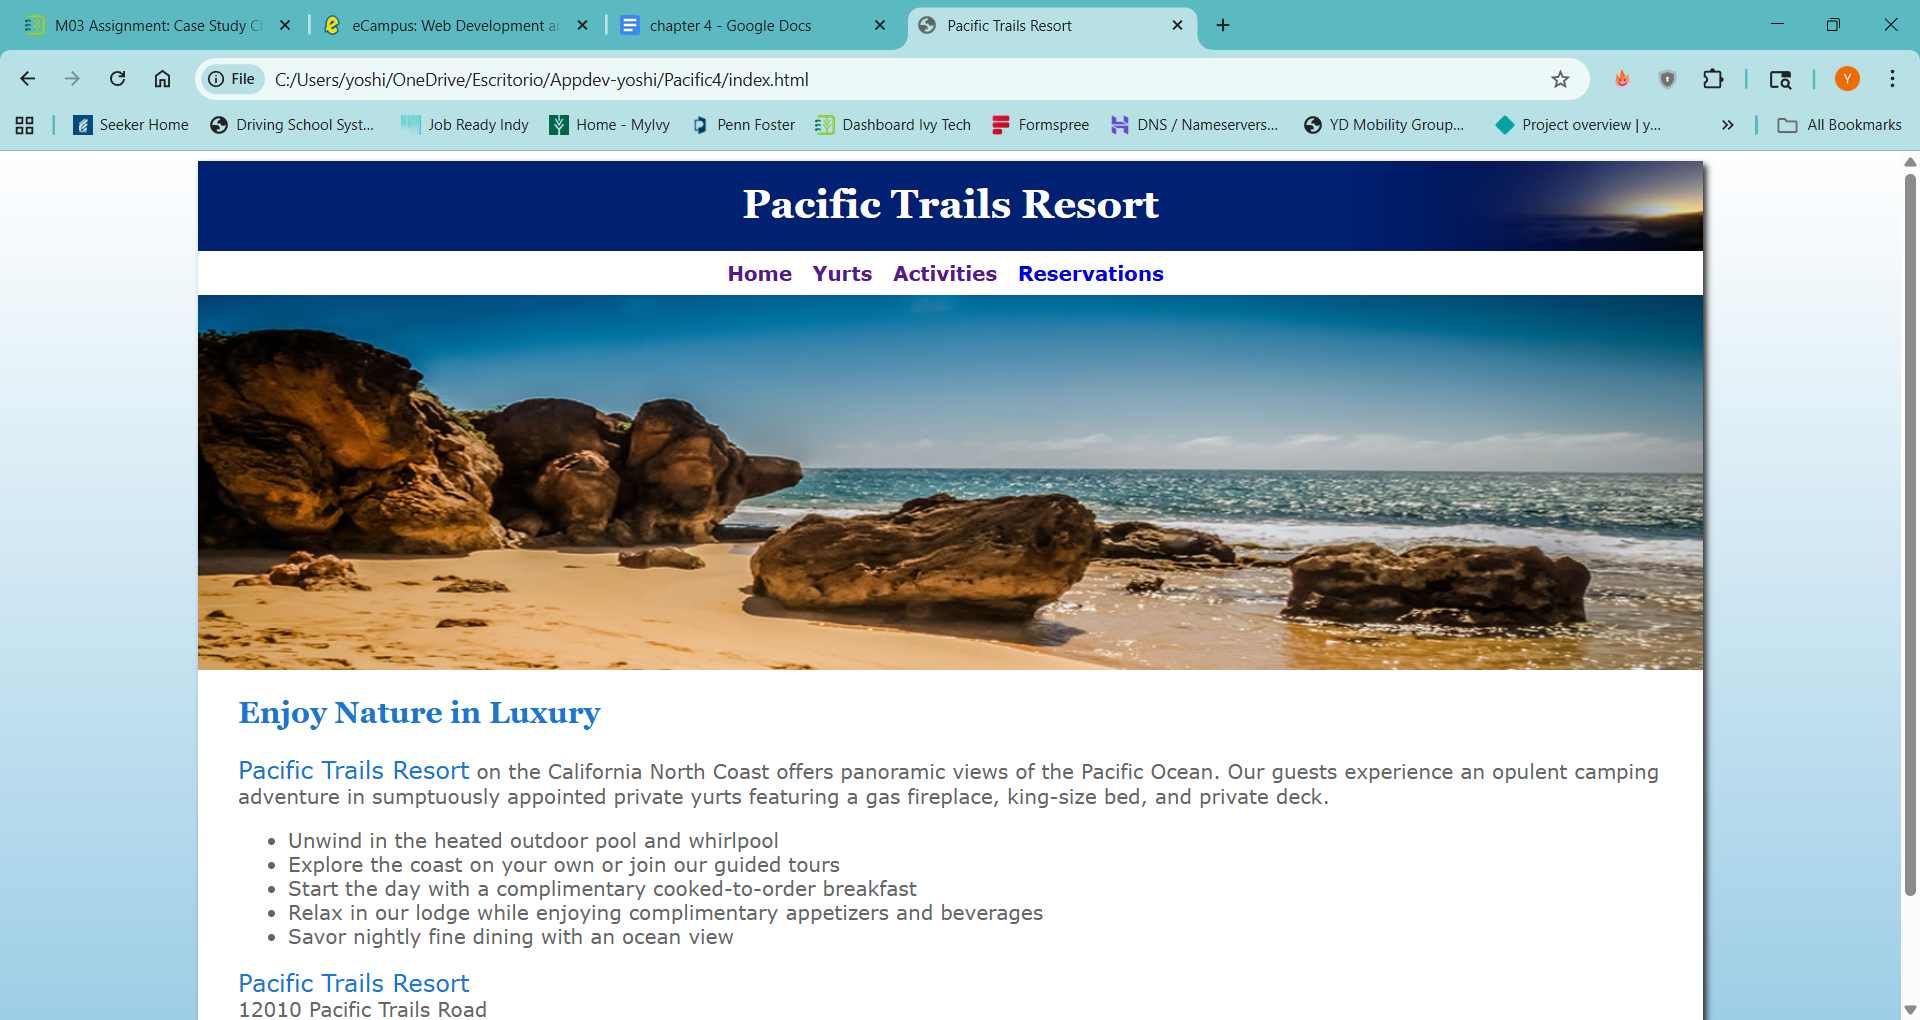 M03 Assignment: Case Study Ch
eCampus: Web Development an
chapter 4 - Google Docs
Pacific Trails Resort
File
C:/Users/yoshi/OneDrive/Escritorio/Appdev-yoshi/Pacific4/index.html
Y
Seeker Home
Driving School Syst...
Job Ready Indy
Home - MyIvy
Penn Foster
Dashboard Ivy Tech
Formspree
DNS / Nameservers...
YD Mobility Group...
Project overview | y...
»
All Bookmarks
Pacific Trails Resort
Home Yurts Activities Reservations
Enjoy Nature in Luxury
Pacific Trails Resort on the California North Coast offers panoramic views of the Pacific Ocean. Our guests experience an opulent camping
adventure in sumptuously appointed private yurts featuring a gas fireplace, king-size bed, and private deck.
• Unwind in the heated outdoor pool and whirlpool
• Explore the coast on your own or join our guided tours
• Start the day with a complimentary cooked-to-order breakfast
• Relax in our lodge while enjoying complimentary appetizers and beverages
• Savor nightly fine dining with an ocean view
Pacific Trails Resort
12010 Pacific Trails Road